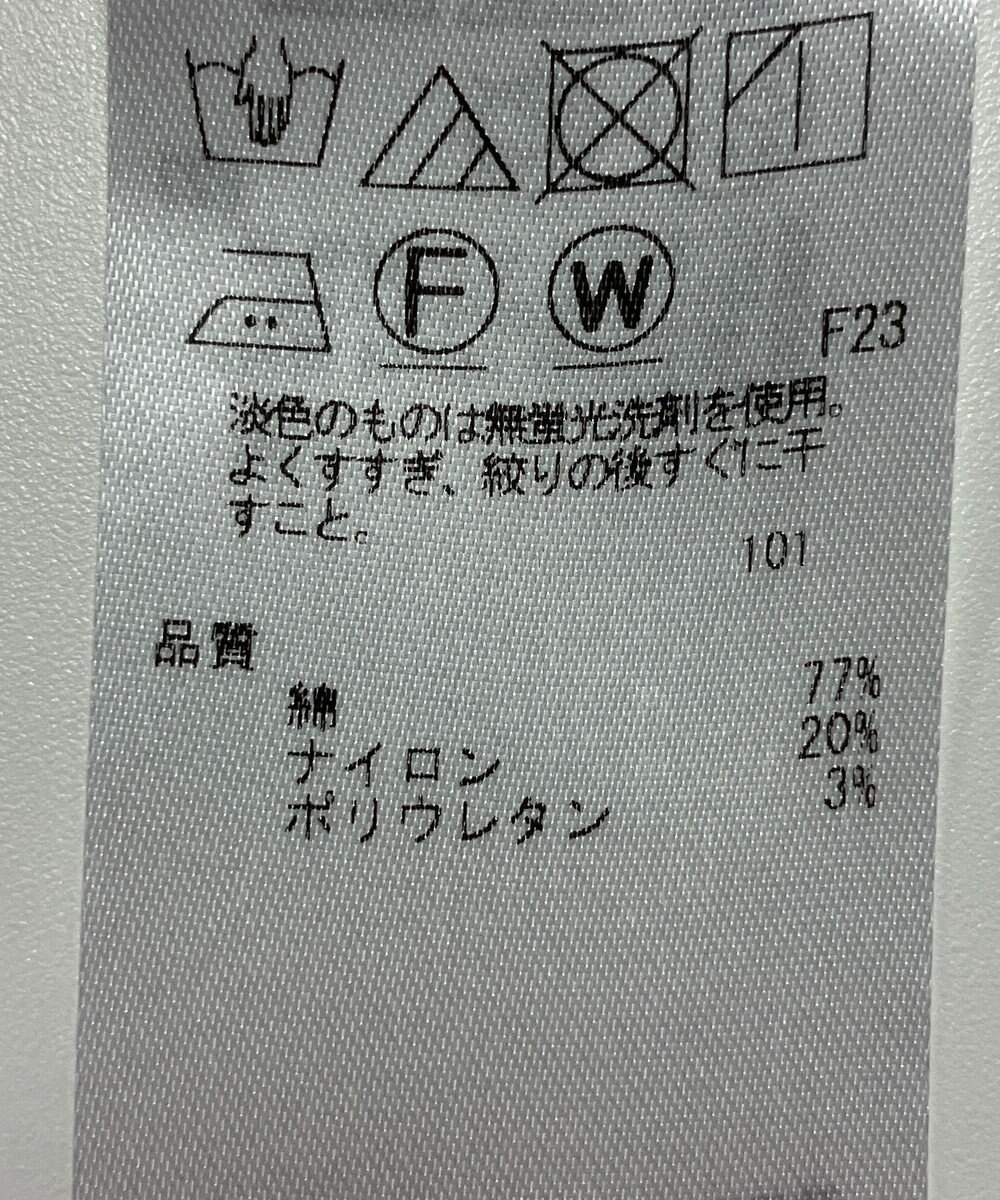 F W
F23
淡色のものは無蛍光洗剤を使用。
よくすすぎ、絞りの後すぐに干
すこと。
101
品質
綿 77%
ナイロン 20%
ポリウレタン 3%